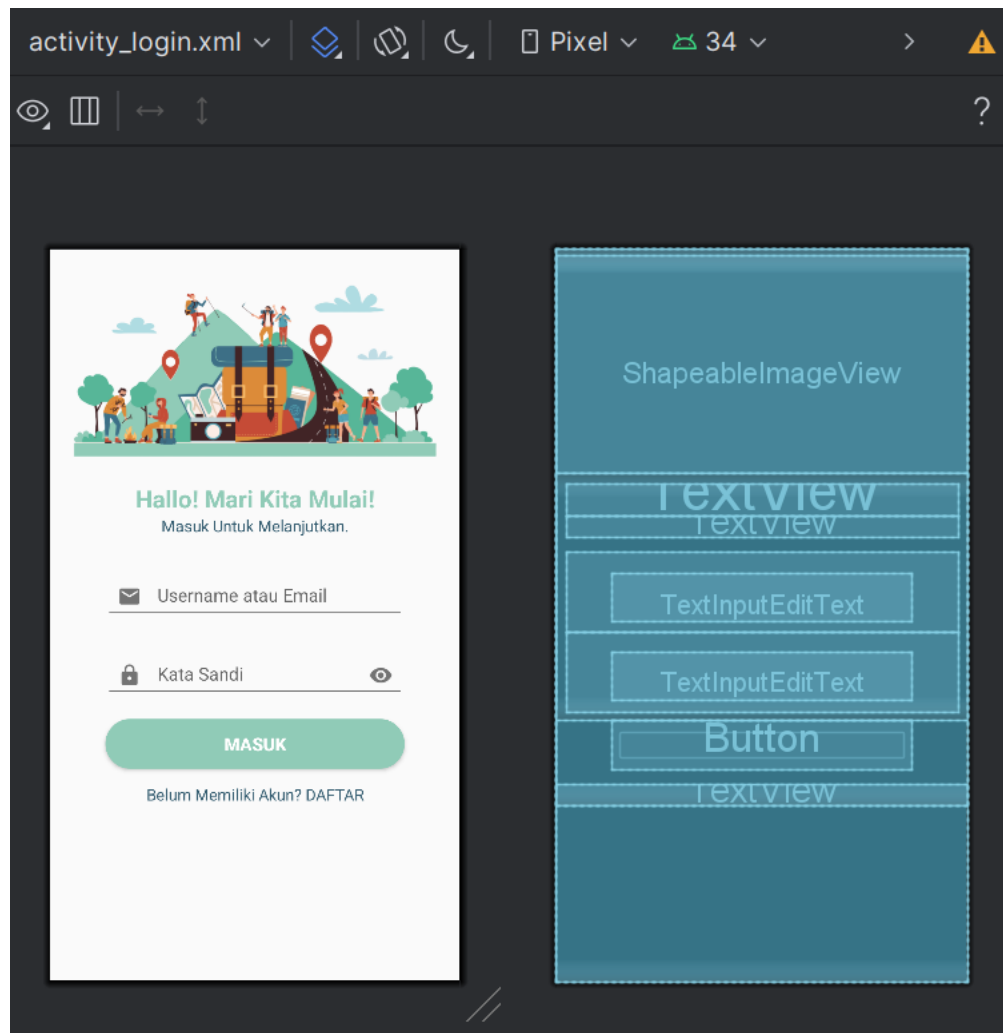 activity_login.xml
Pixel
34
?
Hallo! Mari Kita Mulai!
Masuk Untuk Melanjutkan.
Username atau Email
Kata Sandi
MASUK
Belum Memiliki Akun? DAFTAR
ShapeableImageView
TextView
TextView
TextInputEditText
TextInputEditText
Button
TextView